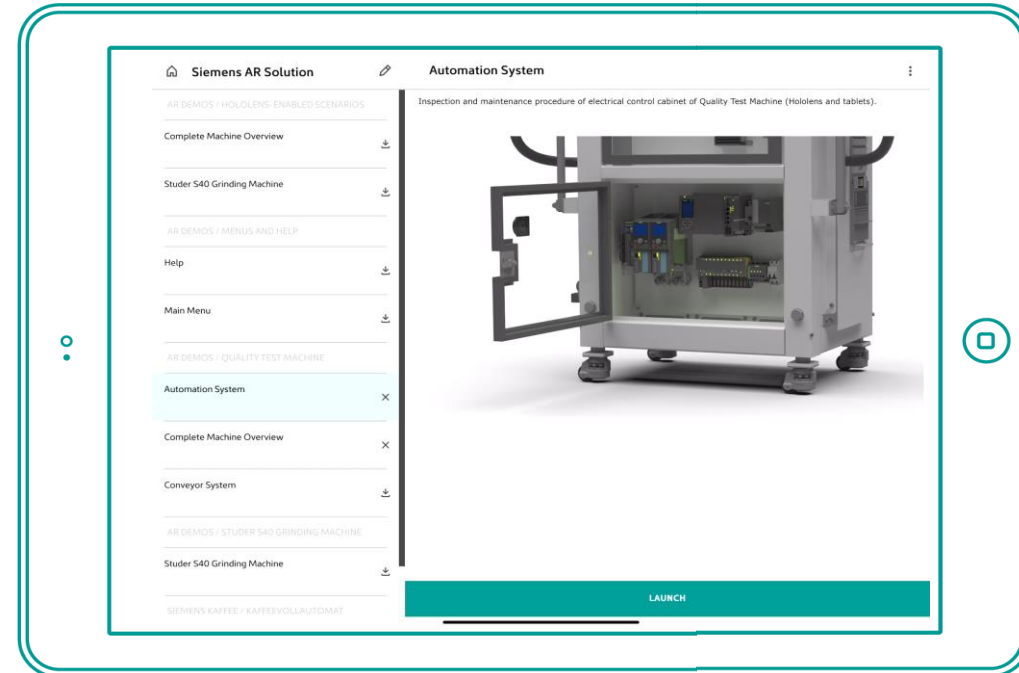 Siemens AR Solution
AR DEMOS / HOLOLENS-ENABLED SCENARIOS
Complete Machine Overview
Studer S40 Grinding Machine
AR DEMOS / MENUS AND HELP
Help
Main Menu
AR DEMOS / QUALITY TEST MACHINE
Automation System
Complete Machine Overview
Conveyor System
AR DEMOS / STUDER S40 GRINDING MACHINE
Studer S40 Grinding Machine
SIEMENS KAFFEE / KAFFEEVOLLAUTOMAT
Automation System
Inspection and maintenance procedure of electrical control cabinet of Quality Test Machine (Hololens and tablets).
LAUNCH